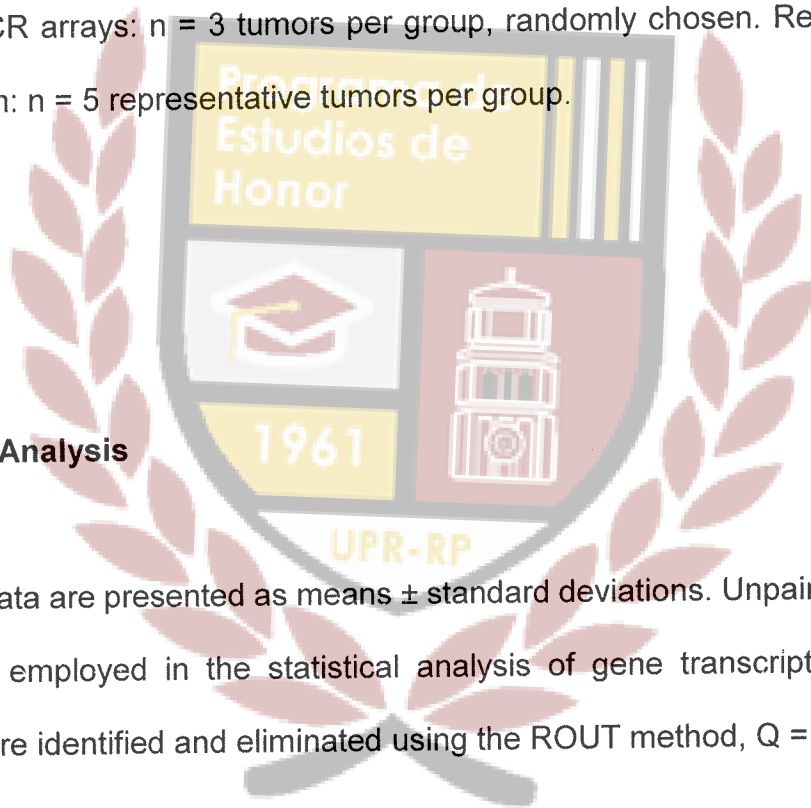 CR arrays: n = 3 tumors per group, randomly chosen. Re
n: n = 5 representative tumors per group.
Programa de
Estudios de
Honor
1961
Analysis
UPR-RP
ata are presented as means ± standard deviations. Unpair
employed in the statistical analysis of gene transcript
re identified and eliminated using the ROUT method, Q =